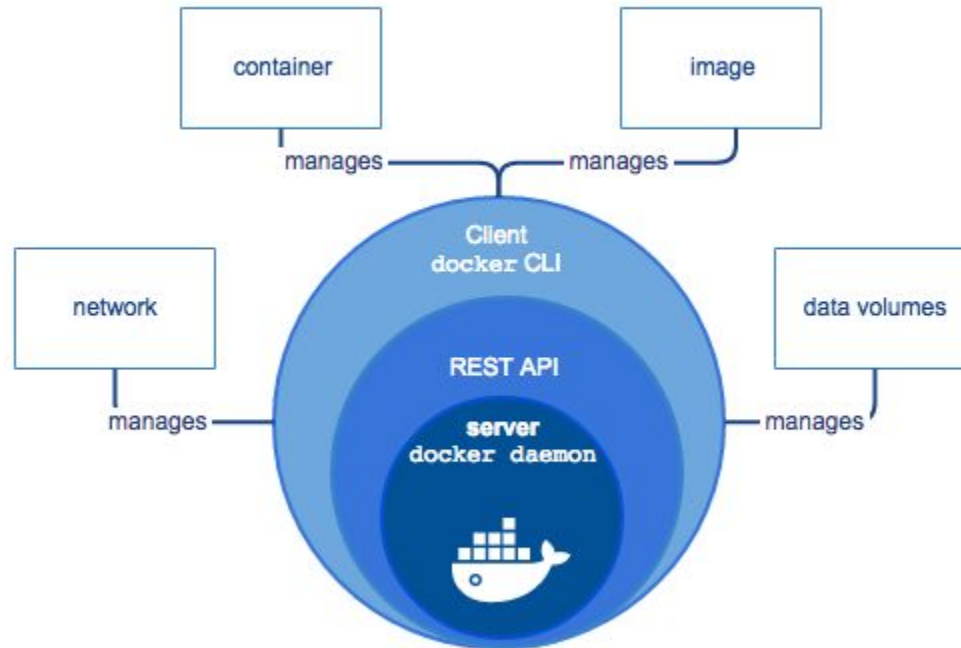 container
image
manages
manages
Client
docker CLI
network
data volumes
REST API
manages
manages
server
docker daemon